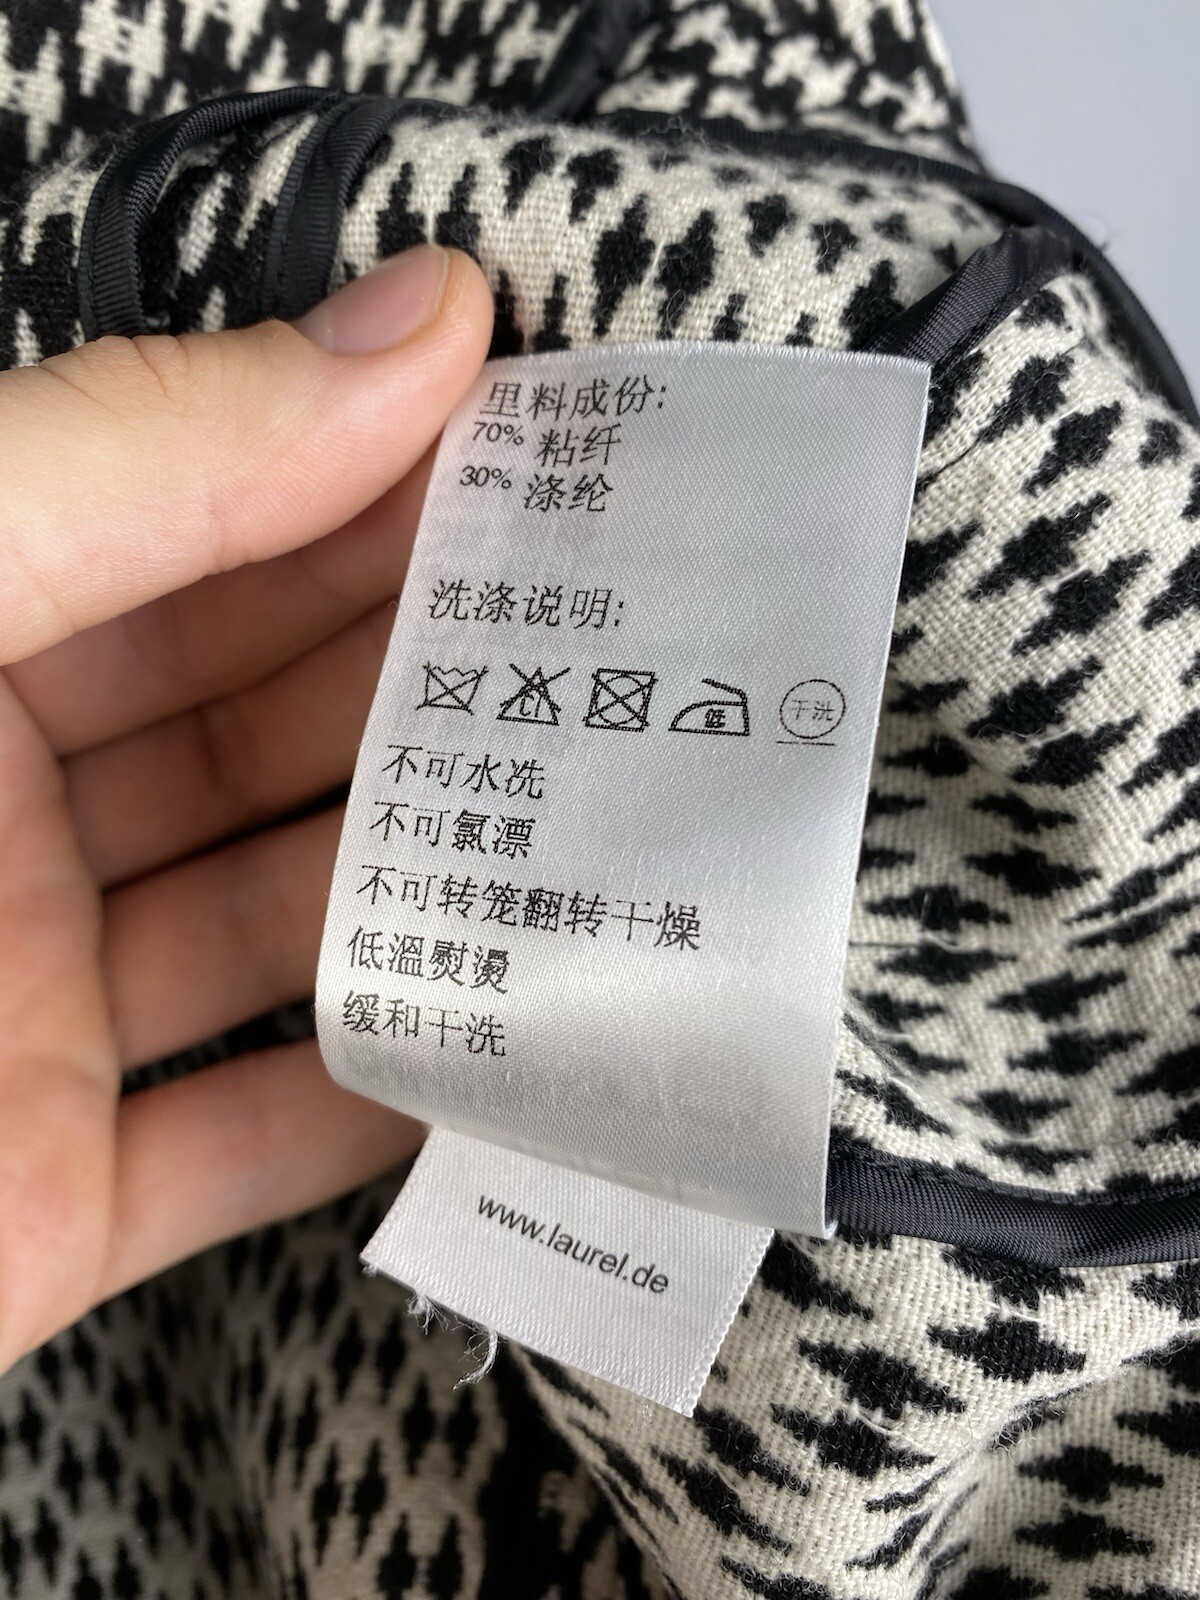 里料成份:
70% 粘纤
30% 涤纶
洗涤说明:
cl 低 干洗
不可水洗
不可氯漂
不可转笼翻转干燥
低溫熨燙
缓和干洗
www.laurel.de